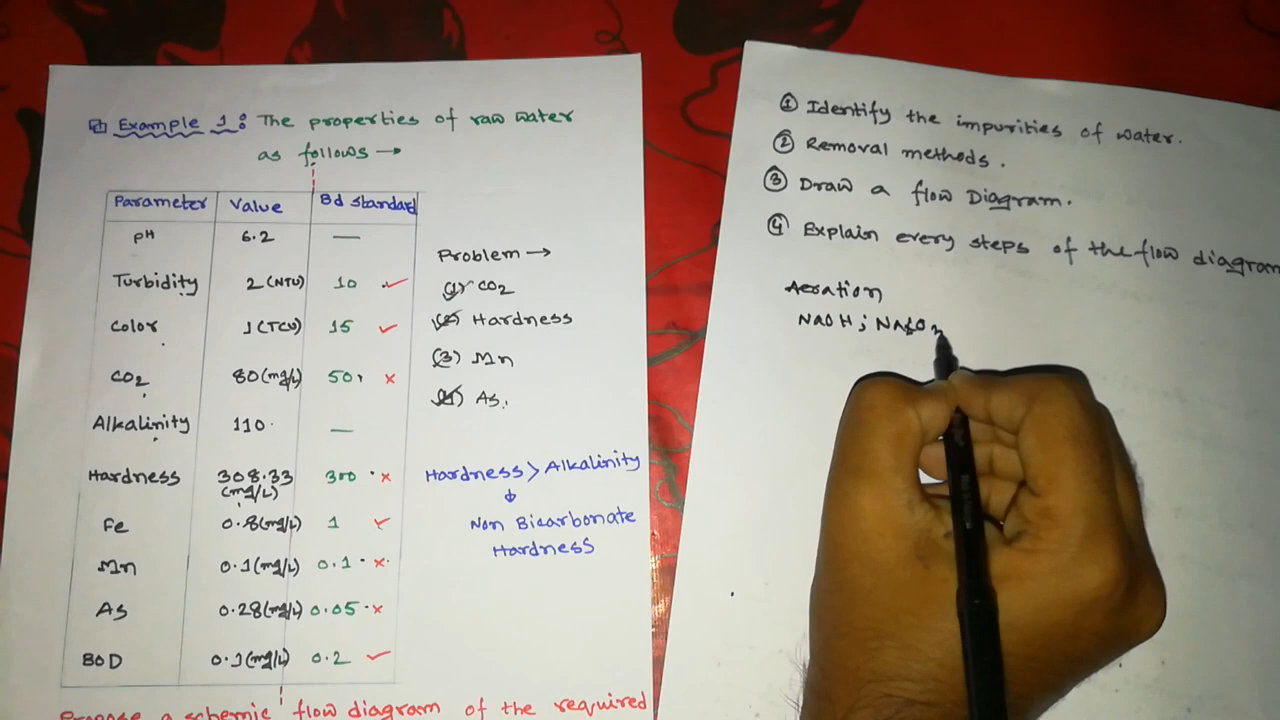 Example 1: The properties of raw water
as follows →
Parameter Value Bd standard
pH 6.2 —
Turbidity 2 (NTU) 10 ✓
Color 1 (TCU) 15 ✓
CO2 80 (mg/L) 50 ×
Alkalinity 110 —
Hardness 308.33 (mg/L) 300 ×
Fe 0.8 (mg/L) 1 ✓
Mn 0.1 (mg/L) 0.1 ×
As 0.28 (mg/L) 0.05 ×
BOD 0.1 (mg/L) 0.2 ✓
Propose a schemic flow diagram of the required
Problem →
(1) CO2
(2) Hardness
(3) Mn
(4) As
Hardness > Alkalinity
↓
Non Bicarbonate
Hardness
① Identify the impurities of water.
② Removal methods.
③ Draw a flow Diagram.
④ Explain every steps of the flow diagram
Aeration
NaOH;